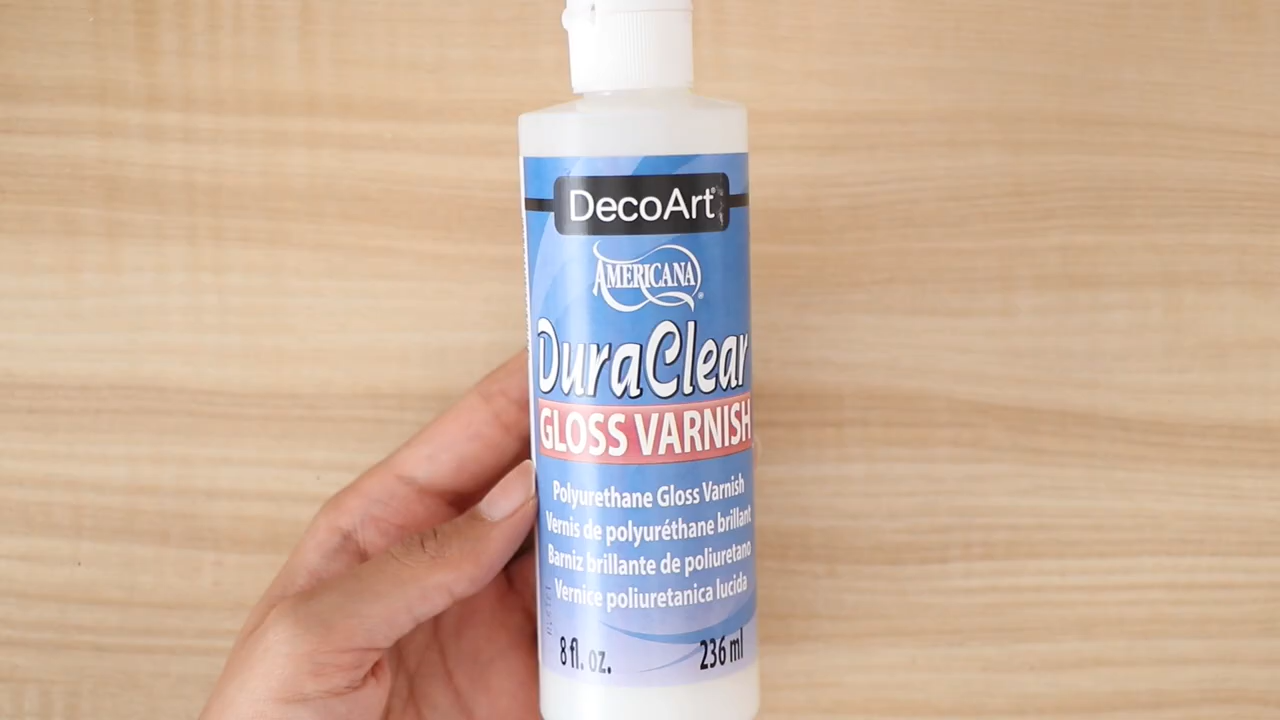 DecoArt®
AMERICANA®
DuraClear
GLOSS VARNISH
Polyurethane Gloss Varnish
Vernis de polyuréthane brillant
Barniz brillante de poliuretano
Vernice poliuretanica lucida
8 fl. oz. 236 ml